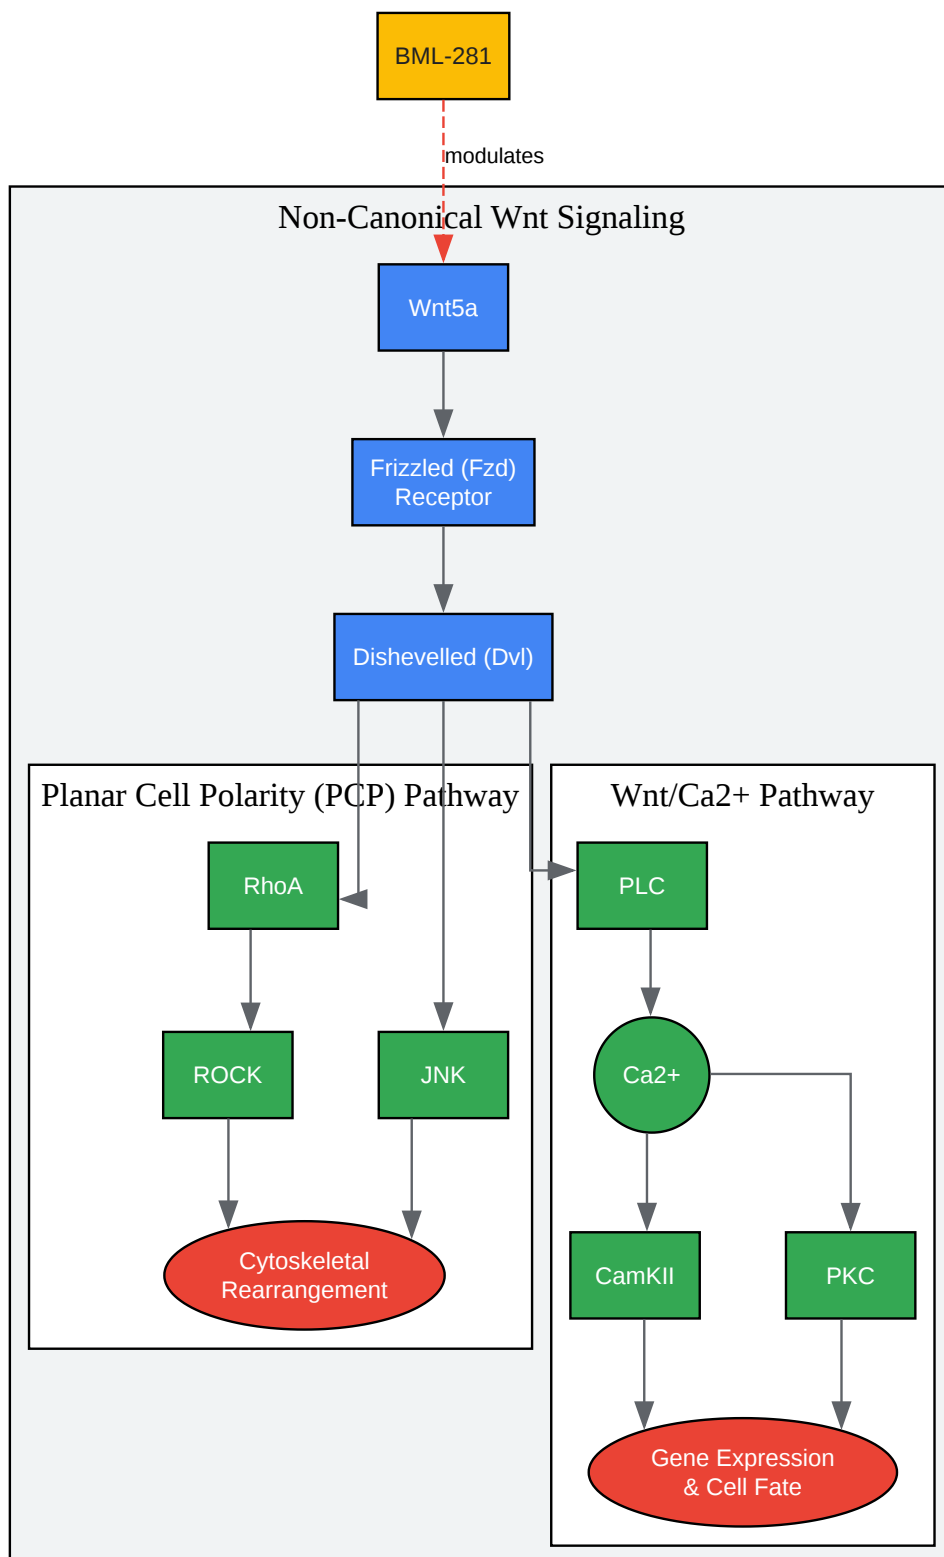 BML-281
modulates
Non-Canonical Wnt Signaling
Wnt5a
Frizzled (Fzd)
Receptor
Dishevelled (Dvl)
Planar Cell Polarity (PCP) Pathway
RhoA
ROCK
JNK
Cytoskeletal
Rearrangement
Wnt/Ca2+ Pathway
PLC
Ca2+
CamKII
PKC
Gene Expression
& Cell Fate